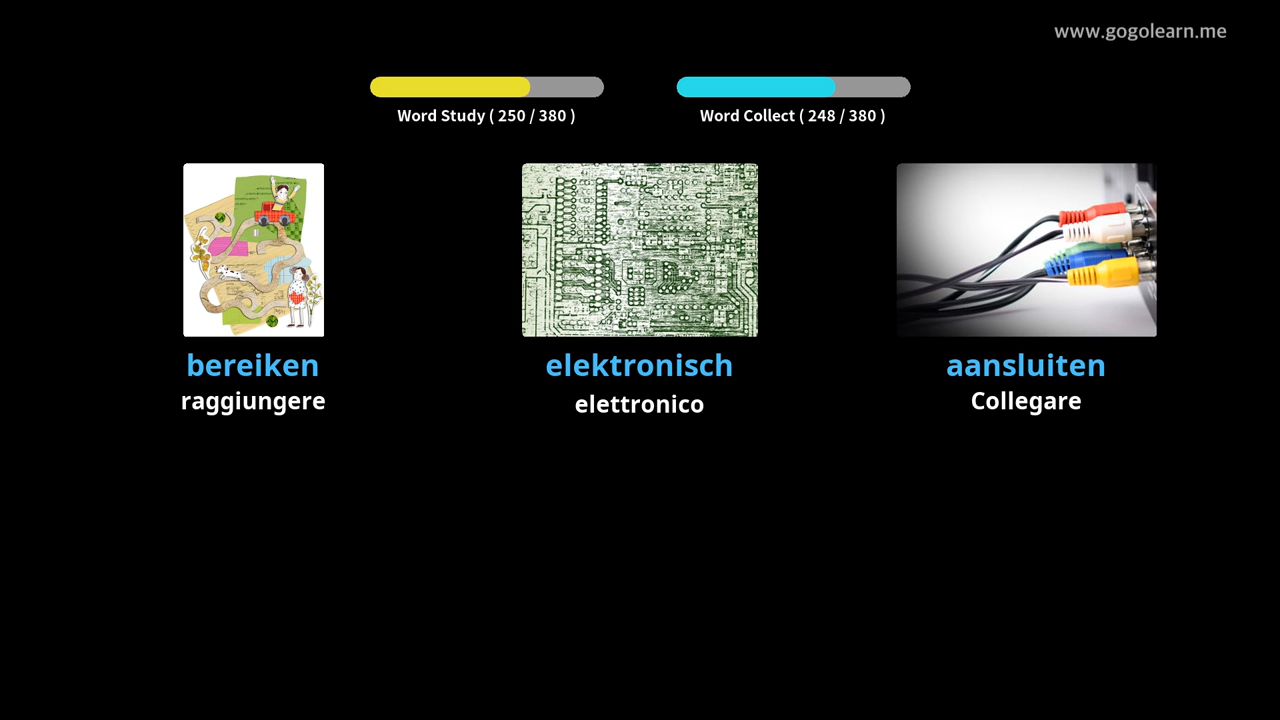 www.gogolearn.me
Word Study ( 250 / 380 )
Word Collect ( 248 / 380 )
bereiken
raggiungere
elektronisch
elettronico
aansluiten
Collegare